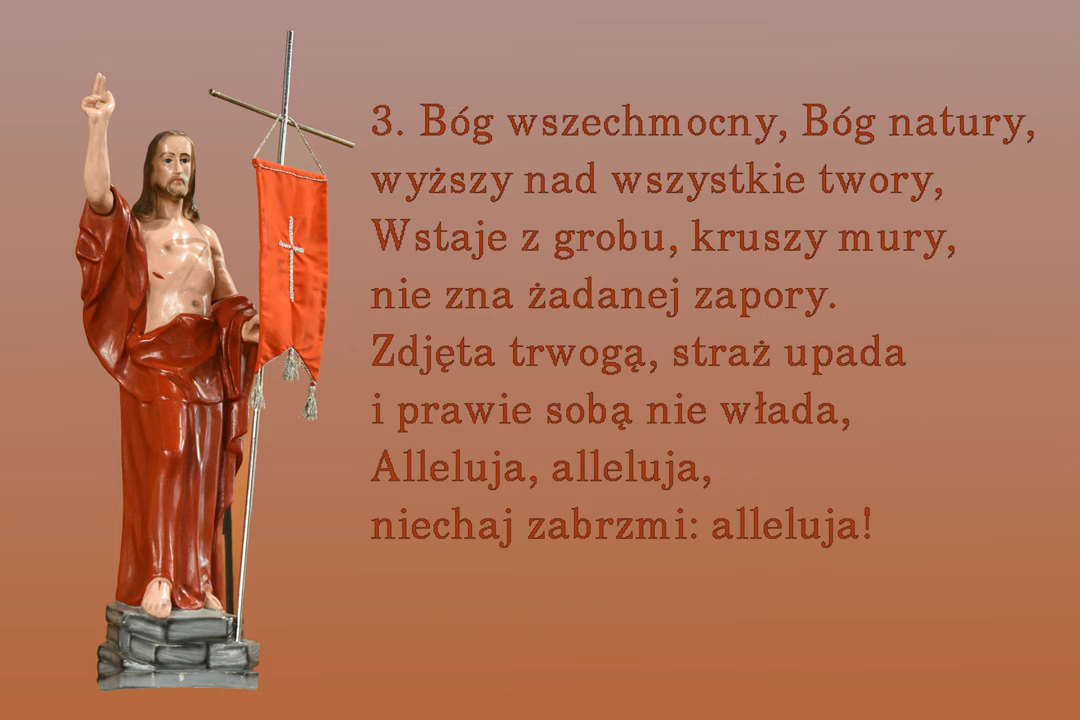 3. Bóg wszechmocny, Bóg natury,
wyższy nad wszystkie twory,
Wstaje z grobu, kruszy mury,
nie zna żadanej zapory.
Zdjęta trwogą, straż upada
i prawie sobą nie włada,
Alleluja, alleluja,
niechaj zabrzmi: alleluja!